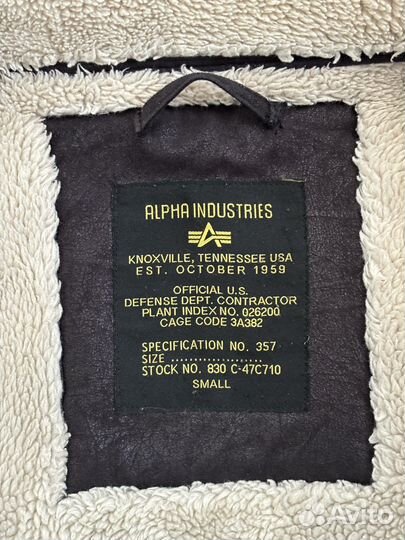 ALPHA INDUSTRIES
KNOXVILLE, TENNESSEE USA
EST. OCTOBER 1959
OFFICIAL U.S.
DEFENSE DEPT. CONTRACTOR
PLANT INDEX NO. 026200
CAGE CODE 3A382
SPECIFICATION NO. 357
SIZE ...................
STOCK NO. 830 C-47C710
SMALL
Avito